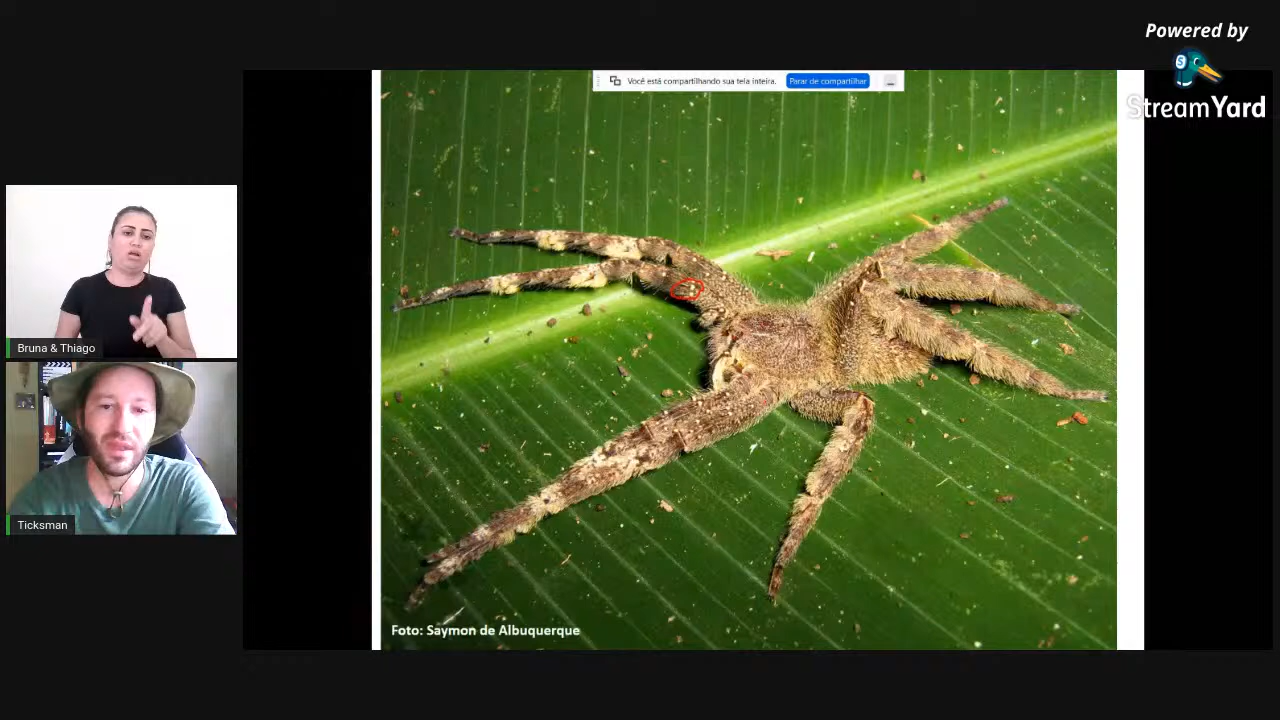 Powered by
StreamYard
Você está compartilhando sua tela inteira. Parar de compartilhar
Bruna & Thiago
Ticksman
Foto: Saymon de Albuquerque